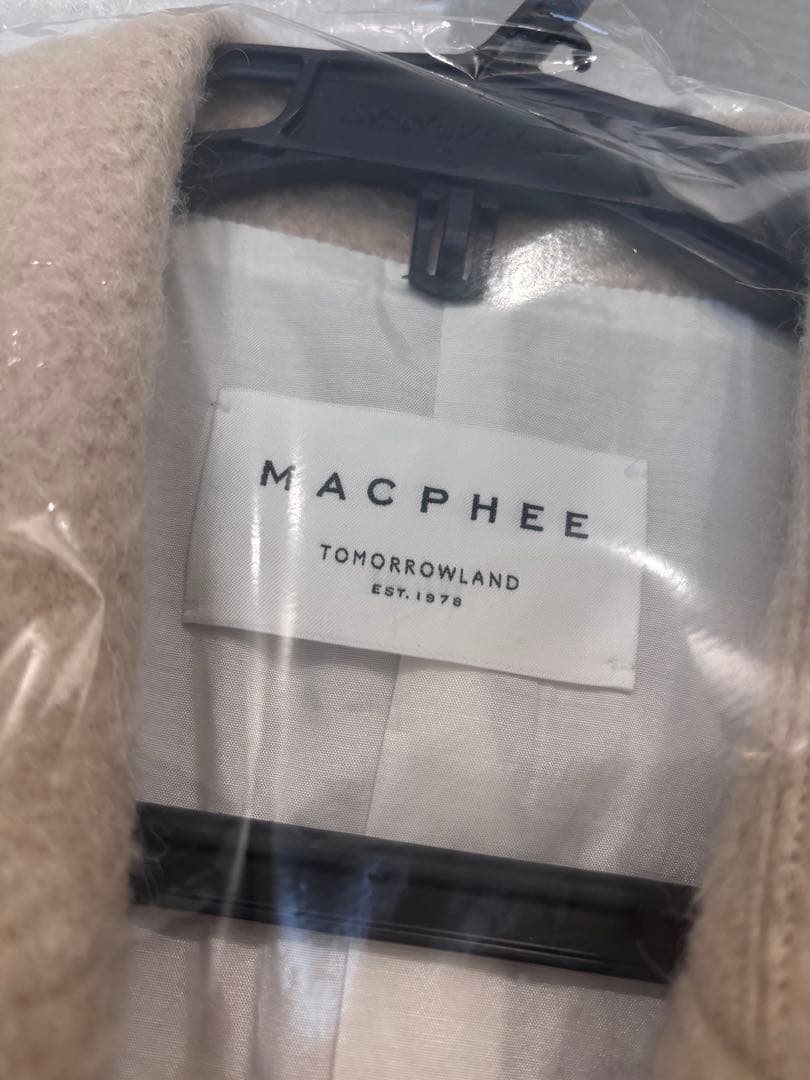 MACPHEE
TOMORROWLAND
EST. 1978